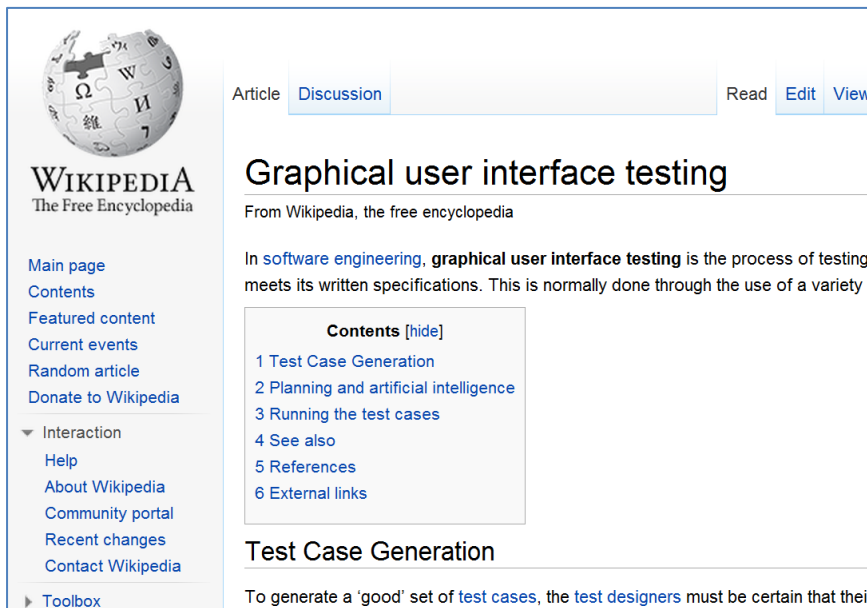 Ω W И 維 7
WIKIPEDIA
The Free Encyclopedia
Main page
Contents
Featured content
Current events
Random article
Donate to Wikipedia
Interaction
Help
About Wikipedia
Community portal
Recent changes
Contact Wikipedia
Toolbox
Article Discussion Read Edit View
Graphical user interface testing
From Wikipedia, the free encyclopedia
In software engineering, graphical user interface testing is the process of testing
meets its written specifications. This is normally done through the use of a variety
Contents [hide]
1 Test Case Generation
2 Planning and artificial intelligence
3 Running the test cases
4 See also
5 References
6 External links
Test Case Generation
To generate a 'good' set of test cases, the test designers must be certain that thei